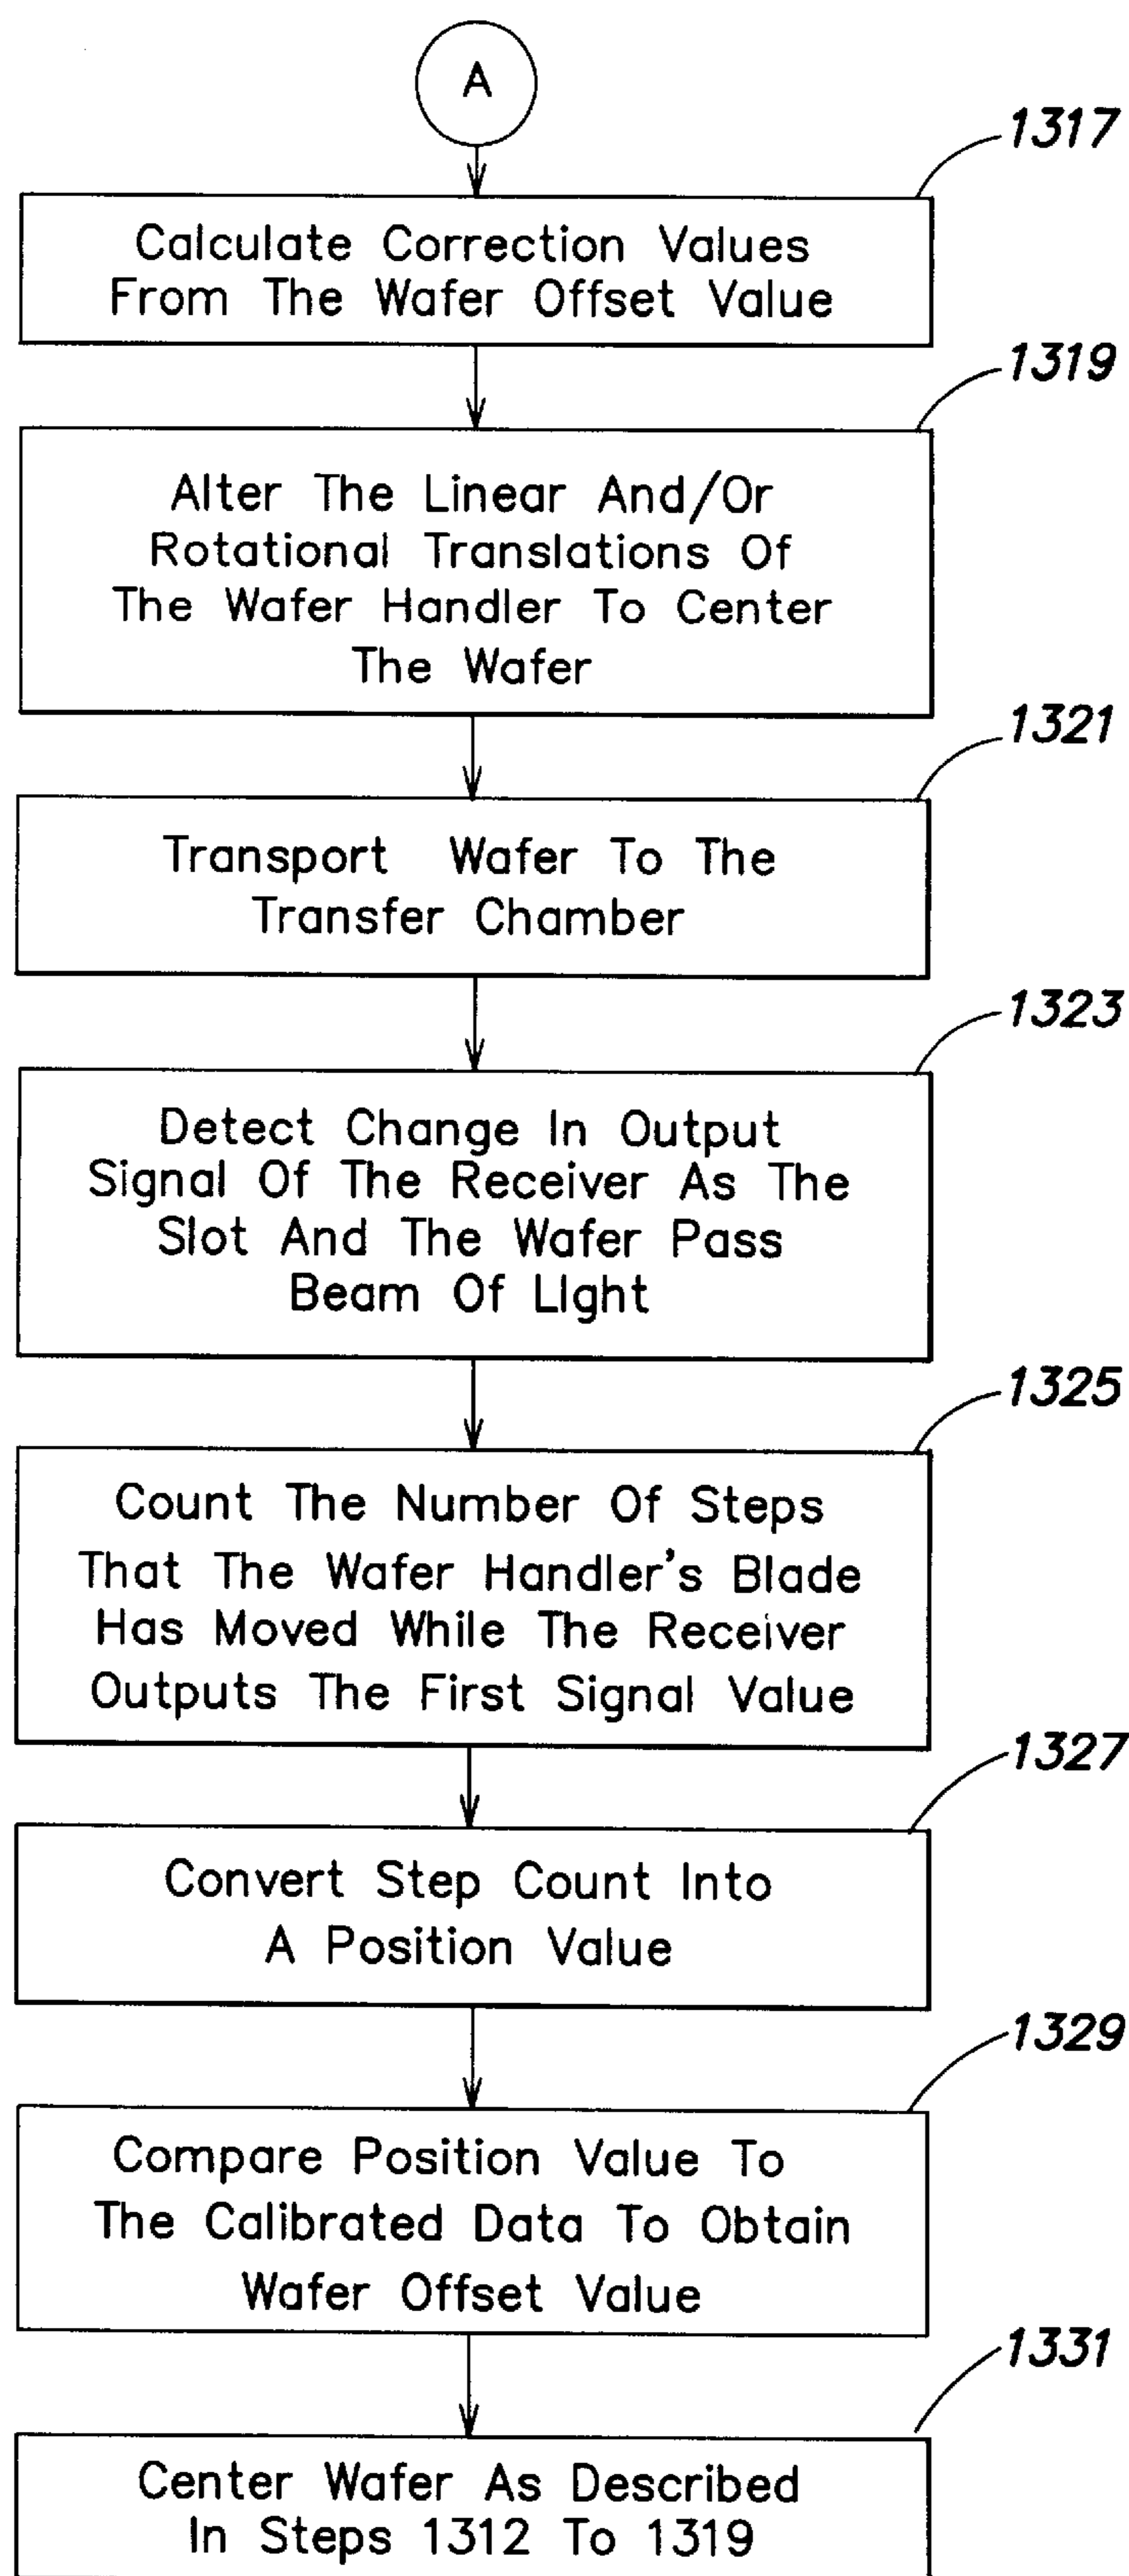 A
1317
Calculate Correction Values
From The Wafer Offset Value
1319
Alter The Linear And/Or
Rotational Translations Of
The Wafer Handler To Center
The Wafer
1321
Transport Wafer To The
Transfer Chamber
1323
Detect Change In Output
Signal Of The Receiver As The
Slot And The Wafer Pass
Beam Of LIght
1325
Count The Number Of Steps
That The Wafer Handler's Blade
Has Moved While The Receiver
Outputs The First Signal Value
1327
Convert Step Count Into
A Position Value
1329
Compare Position Value To
The Calibrated Data To Obtain
Wafer Offset Value
1331
Center Wafer As Described
In Steps 1312 To 1319